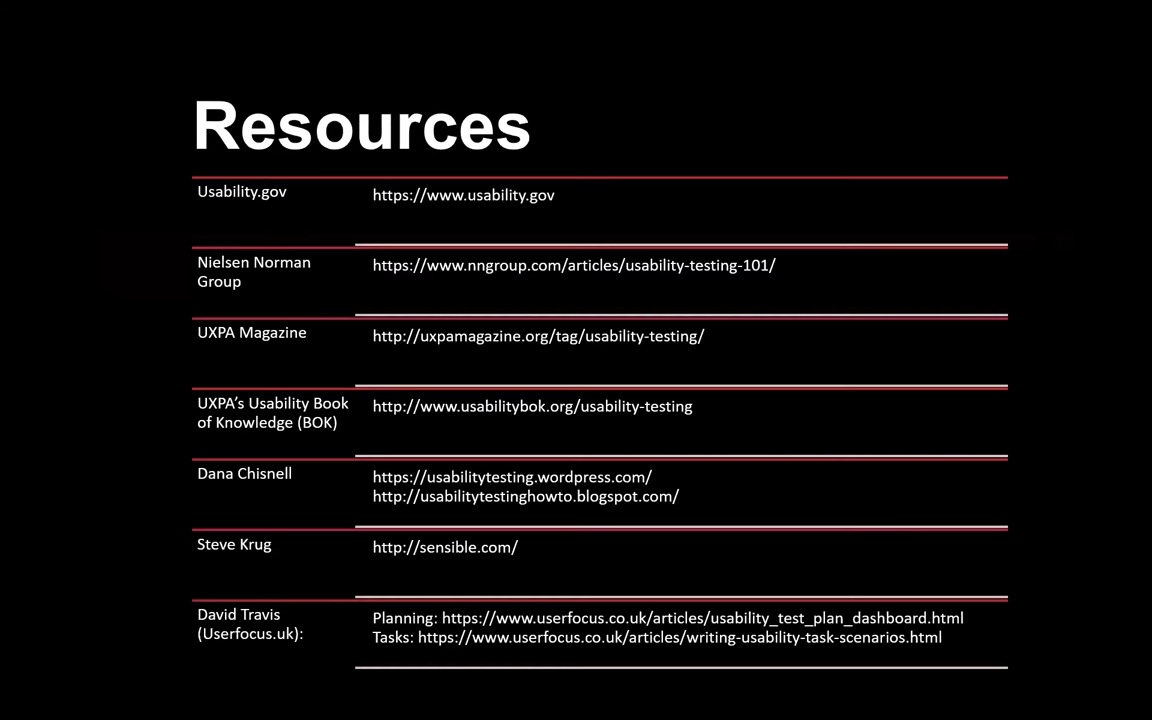 Resources
Usability.gov
https://www.usability.gov
Nielsen Norman
Group
https://www.nngroup.com/articles/usability-testing-101/
UXPA Magazine
http://uxpamagazine.org/tag/usability-testing/
UXPA’s Usability Book
of Knowledge (BOK)
http://www.usabilitybok.org/usability-testing
Dana Chisnell
https://usabilitytesting.wordpress.com/
http://usabilitytestinghowto.blogspot.com/
Steve Krug
http://sensible.com/
David Travis
(Userfocus.uk):
Planning: https://www.userfocus.co.uk/articles/usability_test_plan_dashboard.html
Tasks: https://www.userfocus.co.uk/articles/writing-usability-task-scenarios.html